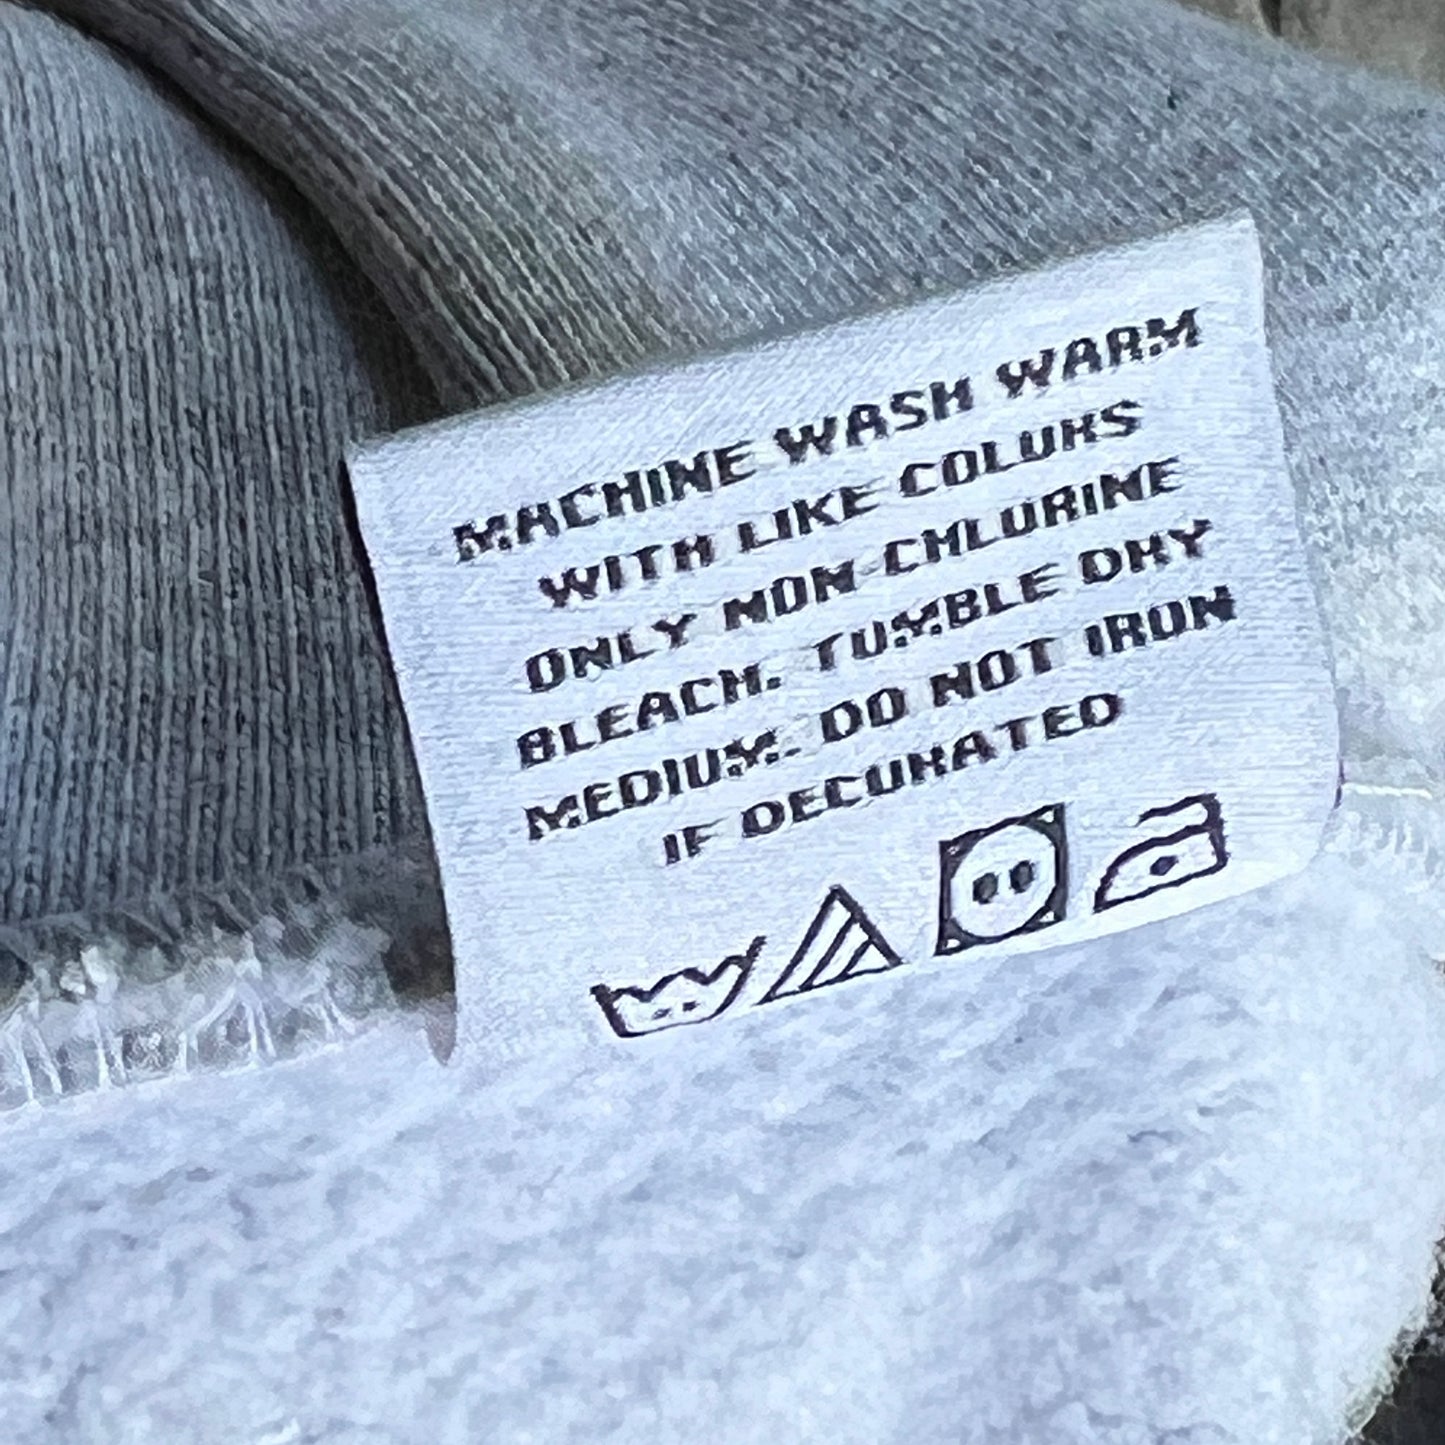 MACHINE WASH WARM
WITH LIKE COLORS
ONLY NON-CHLORINE
BLEACH. TUMBLE DRY
MEDIUM. DO NOT IRON
IF DECORATED